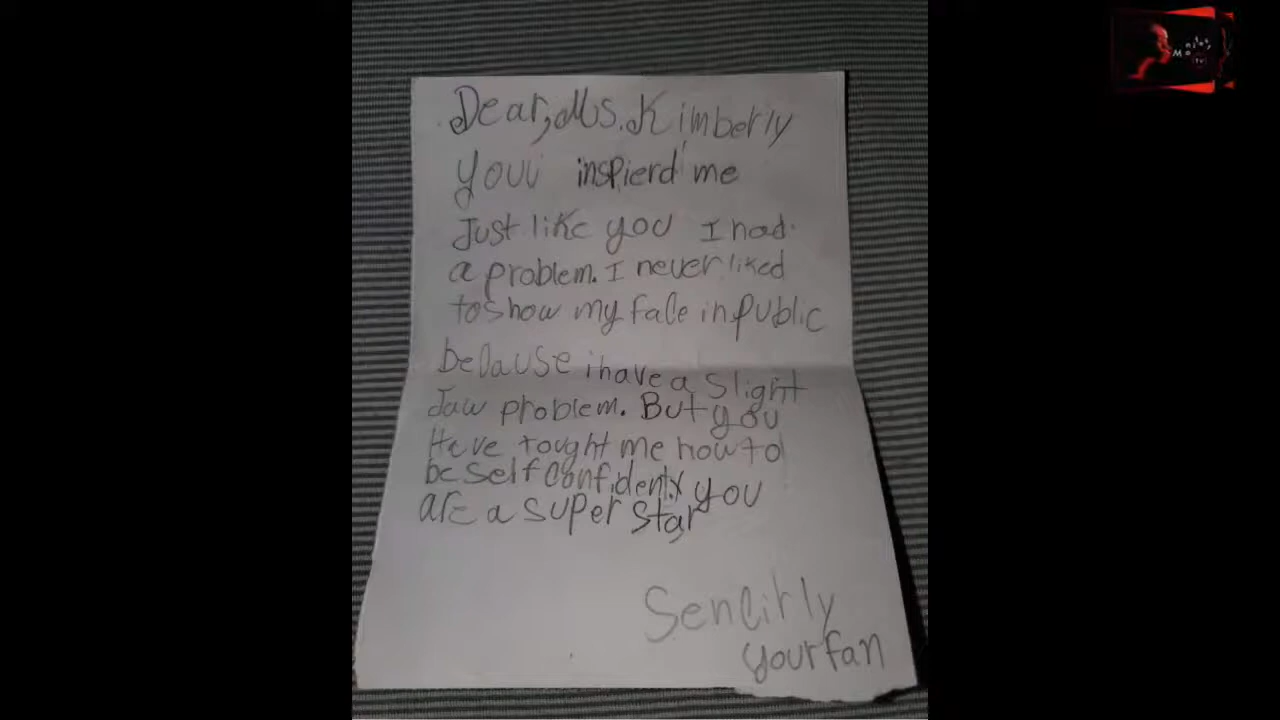 Dear, Ms. Kimberly
you inspierd me
Just like you I had
a problem. I never liked
to show my face in public
because i have a slight
Jaw problem. But you
Have tought me how to
be self confident. you
are a super star
Sencirly
your fan